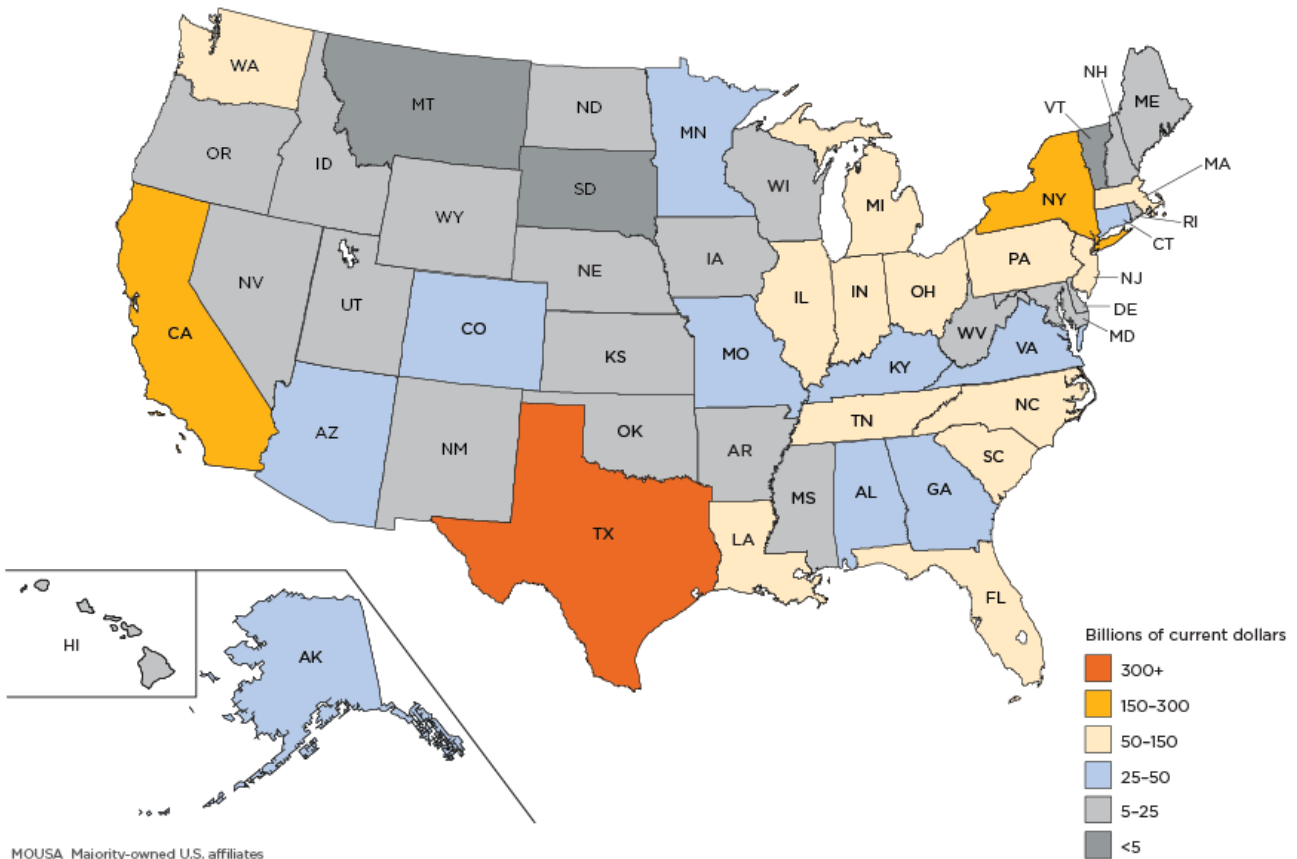 WA
MT
ND
MN
OR
ID
SD
WI
WY
MI
NH
VT
ME
MA
NY
RI
CT
NV
UT
CO
NE
IA
IL
IN
OH
PA
NJ
DE
MD
WV
VA
CA
KS
MO
KY
AZ
NM
OK
AR
TN
NC
SC
MS
AL
GA
TX
LA
FL
HI
AK
Billions of current dollars
300+
150–300
50–150
25–50
5–25
<5
MOUSA Majority-owned U.S. affiliates